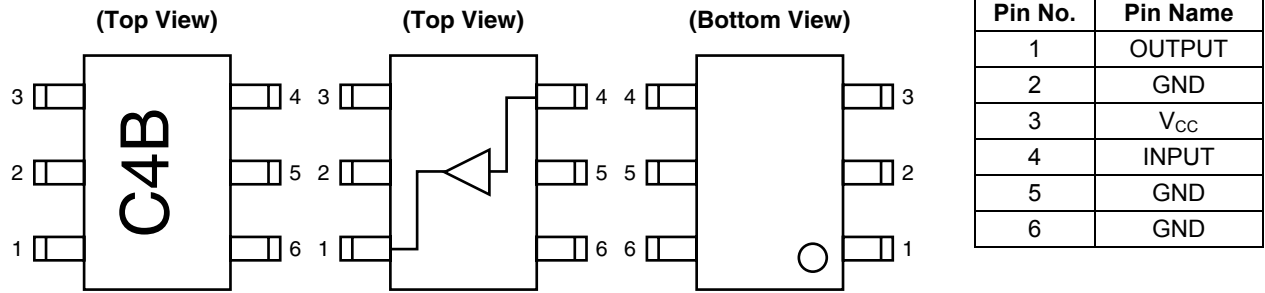 (Top View)
3
2
1
C4B
4
5
6
(Top View)
3
2
1
4
5
6
(Bottom View)
4
5
6
3
2
1
Pin No. Pin Name
1 OUTPUT
2 GND
3 VCC
4 INPUT
5 GND
6 GND